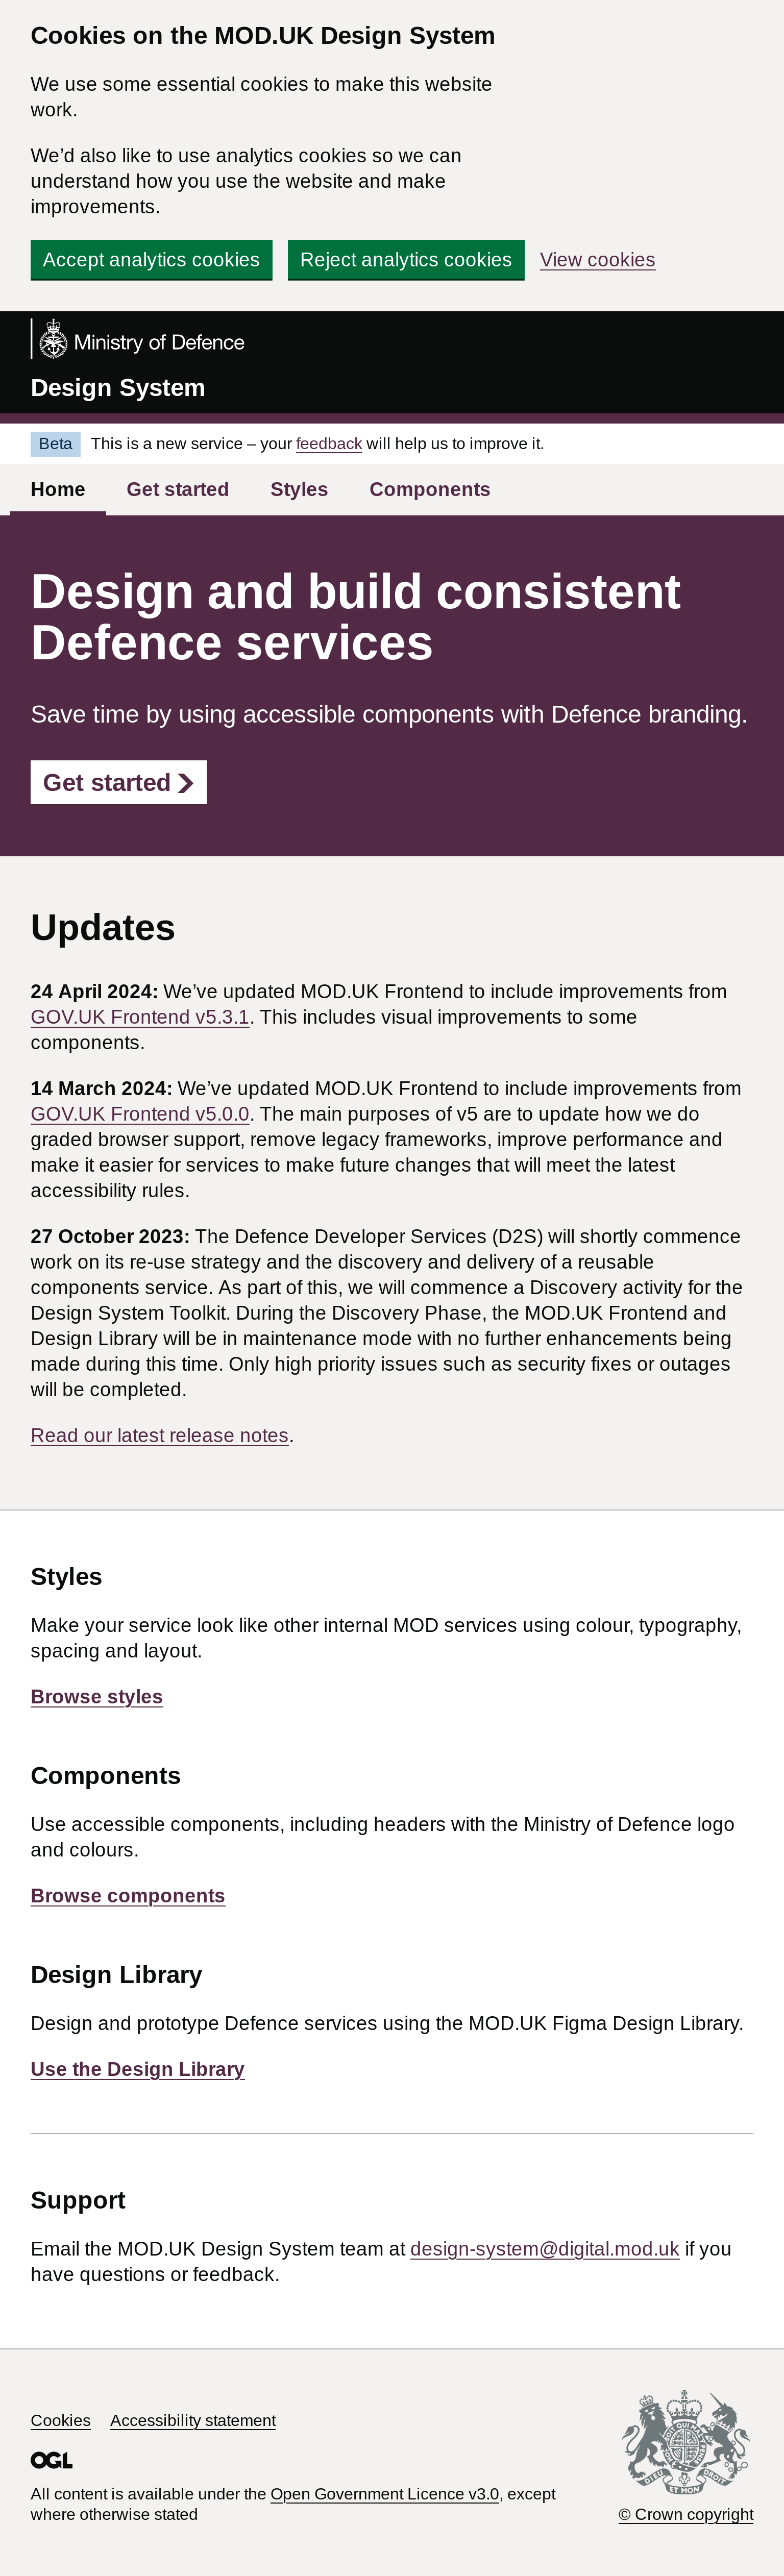 Cookies on the MOD.UK Design System
We use some essential cookies to make this website
work.
We’d also like to use analytics cookies so we can
understand how you use the website and make
improvements.
Accept analytics cookies Reject analytics cookies View cookies
Ministry of Defence
Design System
Beta This is a new service – your feedback will help us to improve it.
Home Get started Styles Components
Design and build consistent
Defence services
Save time by using accessible components with Defence branding.
Get started
Updates
24 April 2024: We’ve updated MOD.UK Frontend to include improvements from
GOV.UK Frontend v5.3.1. This includes visual improvements to some
components.
14 March 2024: We’ve updated MOD.UK Frontend to include improvements from
GOV.UK Frontend v5.0.0. The main purposes of v5 are to update how we do
graded browser support, remove legacy frameworks, improve performance and
make it easier for services to make future changes that will meet the latest
accessibility rules.
27 October 2023: The Defence Developer Services (D2S) will shortly commence
work on its re-use strategy and the discovery and delivery of a reusable
components service. As part of this, we will commence a Discovery activity for the
Design System Toolkit. During the Discovery Phase, the MOD.UK Frontend and
Design Library will be in maintenance mode with no further enhancements being
made during this time. Only high priority issues such as security fixes or outages
will be completed.
Read our latest release notes.
Styles
Make your service look like other internal MOD services using colour, typography,
spacing and layout.
Browse styles
Components
Use accessible components, including headers with the Ministry of Defence logo
and colours.
Browse components
Design Library
Design and prototype Defence services using the MOD.UK Figma Design Library.
Use the Design Library
Support
Email the MOD.UK Design System team at design-system@digital.mod.uk if you
have questions or feedback.
Cookies Accessibility statement
OGL
All content is available under the Open Government Licence v3.0, except
where otherwise stated
DIEU ET MON DROIT
© Crown copyright